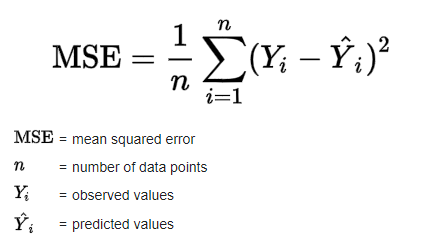 MSE = 1/n ∑_{i=1}^{n} (Y_i − Ŷ_i)²
MSE = mean squared error
n = number of data points
Y_i = observed values
Ŷ_i = predicted values